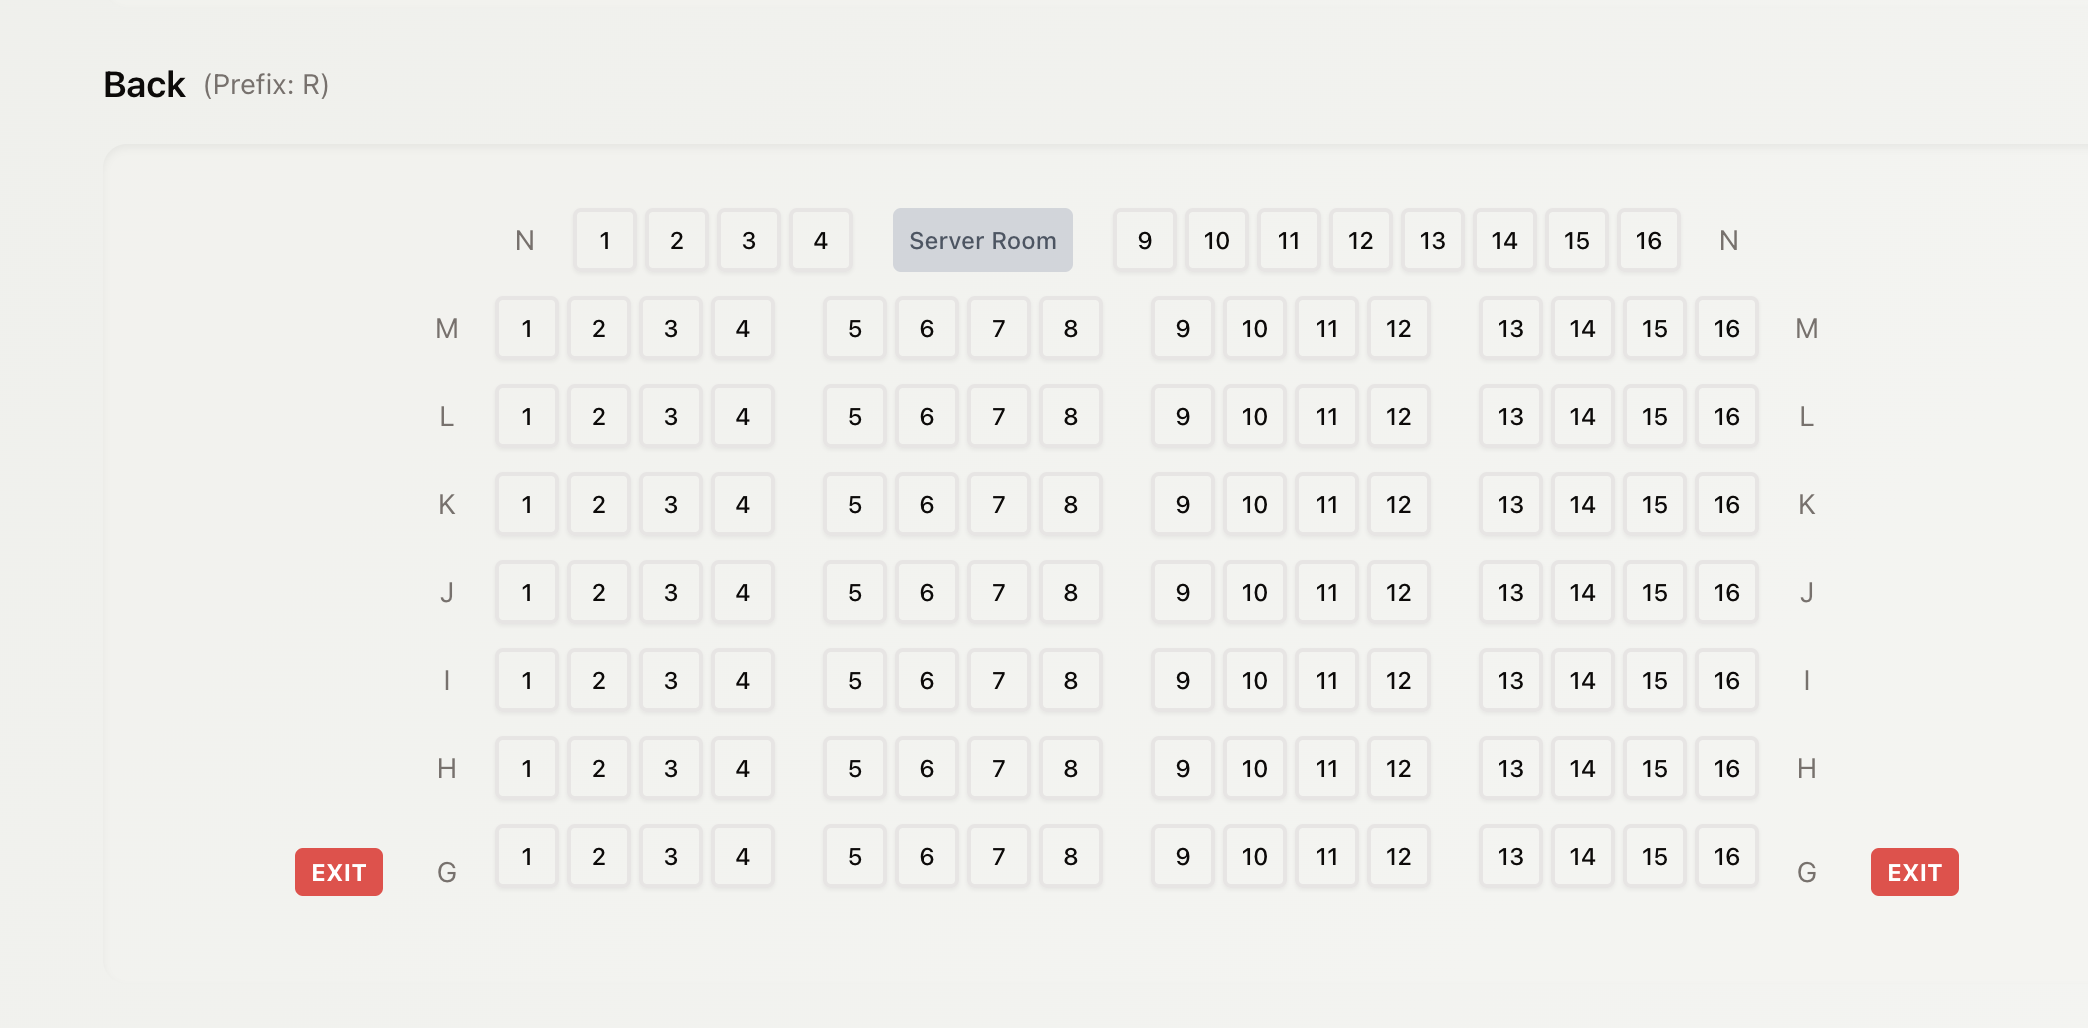 Back (Prefix: R)
N 1 2 3 4 Server Room 9 10 11 12 13 14 15 16 N
M 1 2 3 4 5 6 7 8 9 10 11 12 13 14 15 16 M
L 1 2 3 4 5 6 7 8 9 10 11 12 13 14 15 16 L
K 1 2 3 4 5 6 7 8 9 10 11 12 13 14 15 16 K
J 1 2 3 4 5 6 7 8 9 10 11 12 13 14 15 16 J
I 1 2 3 4 5 6 7 8 9 10 11 12 13 14 15 16 I
H 1 2 3 4 5 6 7 8 9 10 11 12 13 14 15 16 H
EXIT G 1 2 3 4 5 6 7 8 9 10 11 12 13 14 15 16 G EXIT